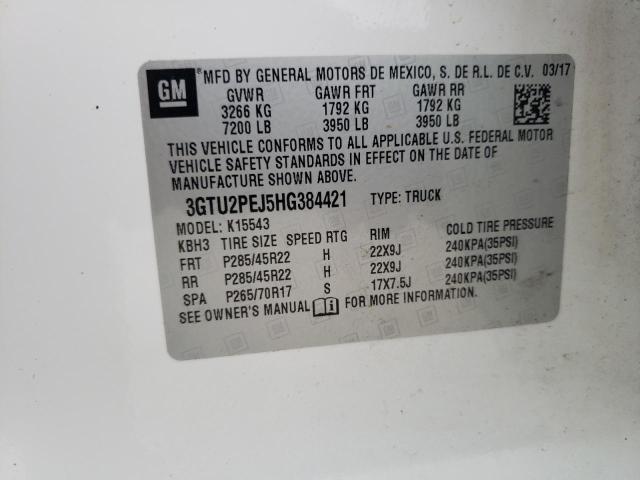 GM ® MFD BY GENERAL MOTORS DE MEXICO, S. DE R.L. DE C.V. 03/17
GVWR GAWR FRT GAWR RR
3266 KG 1792 KG 1792 KG
7200 LB 3950 LB 3950 LB
THIS VEHICLE CONFORMS TO ALL APPLICABLE U.S. FEDERAL MOTOR
VEHICLE SAFETY STANDARDS IN EFFECT ON THE DATE OF
MANUFACTURE SHOWN ABOVE.
3GTU2PEJ5HG384421 TYPE: TRUCK
MODEL: K15543
KBH3 TIRE SIZE SPEED RTG RIM COLD TIRE PRESSURE
FRT P285/45R22 H 22X9J 240KPA(35PSI)
RR P285/45R22 H 22X9J 240KPA(35PSI)
SPA P265/70R17 S 17X7.5J 240KPA(35PSI)
SEE OWNER'S MANUAL i FOR MORE INFORMATION.